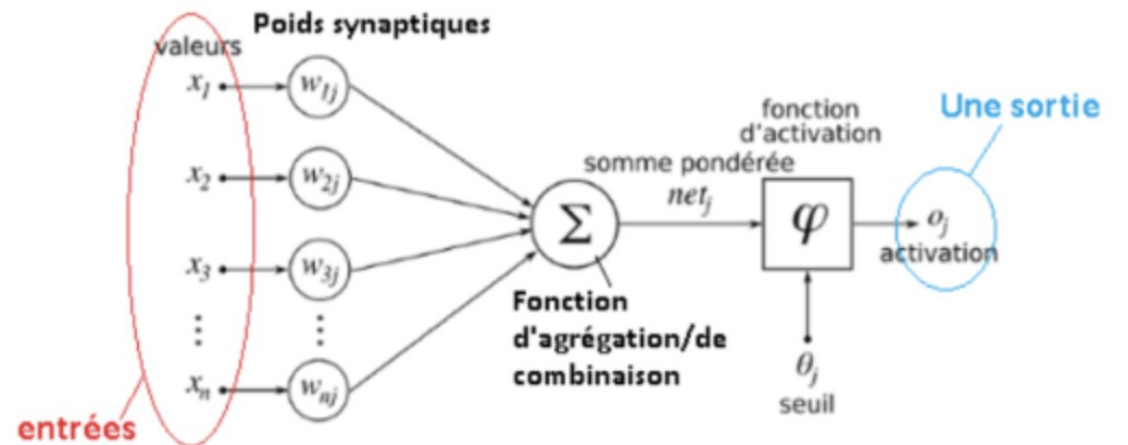 Poids synaptiques
valeurs
x1
w1j
x2
w2j
x3
w3j
xn
wnj
entrées
Σ
Fonction
d'agrégation/de
combinaison
somme pondérée
netj
fonction
d'activation
φ
θj
seuil
Une sortie
oj
activation